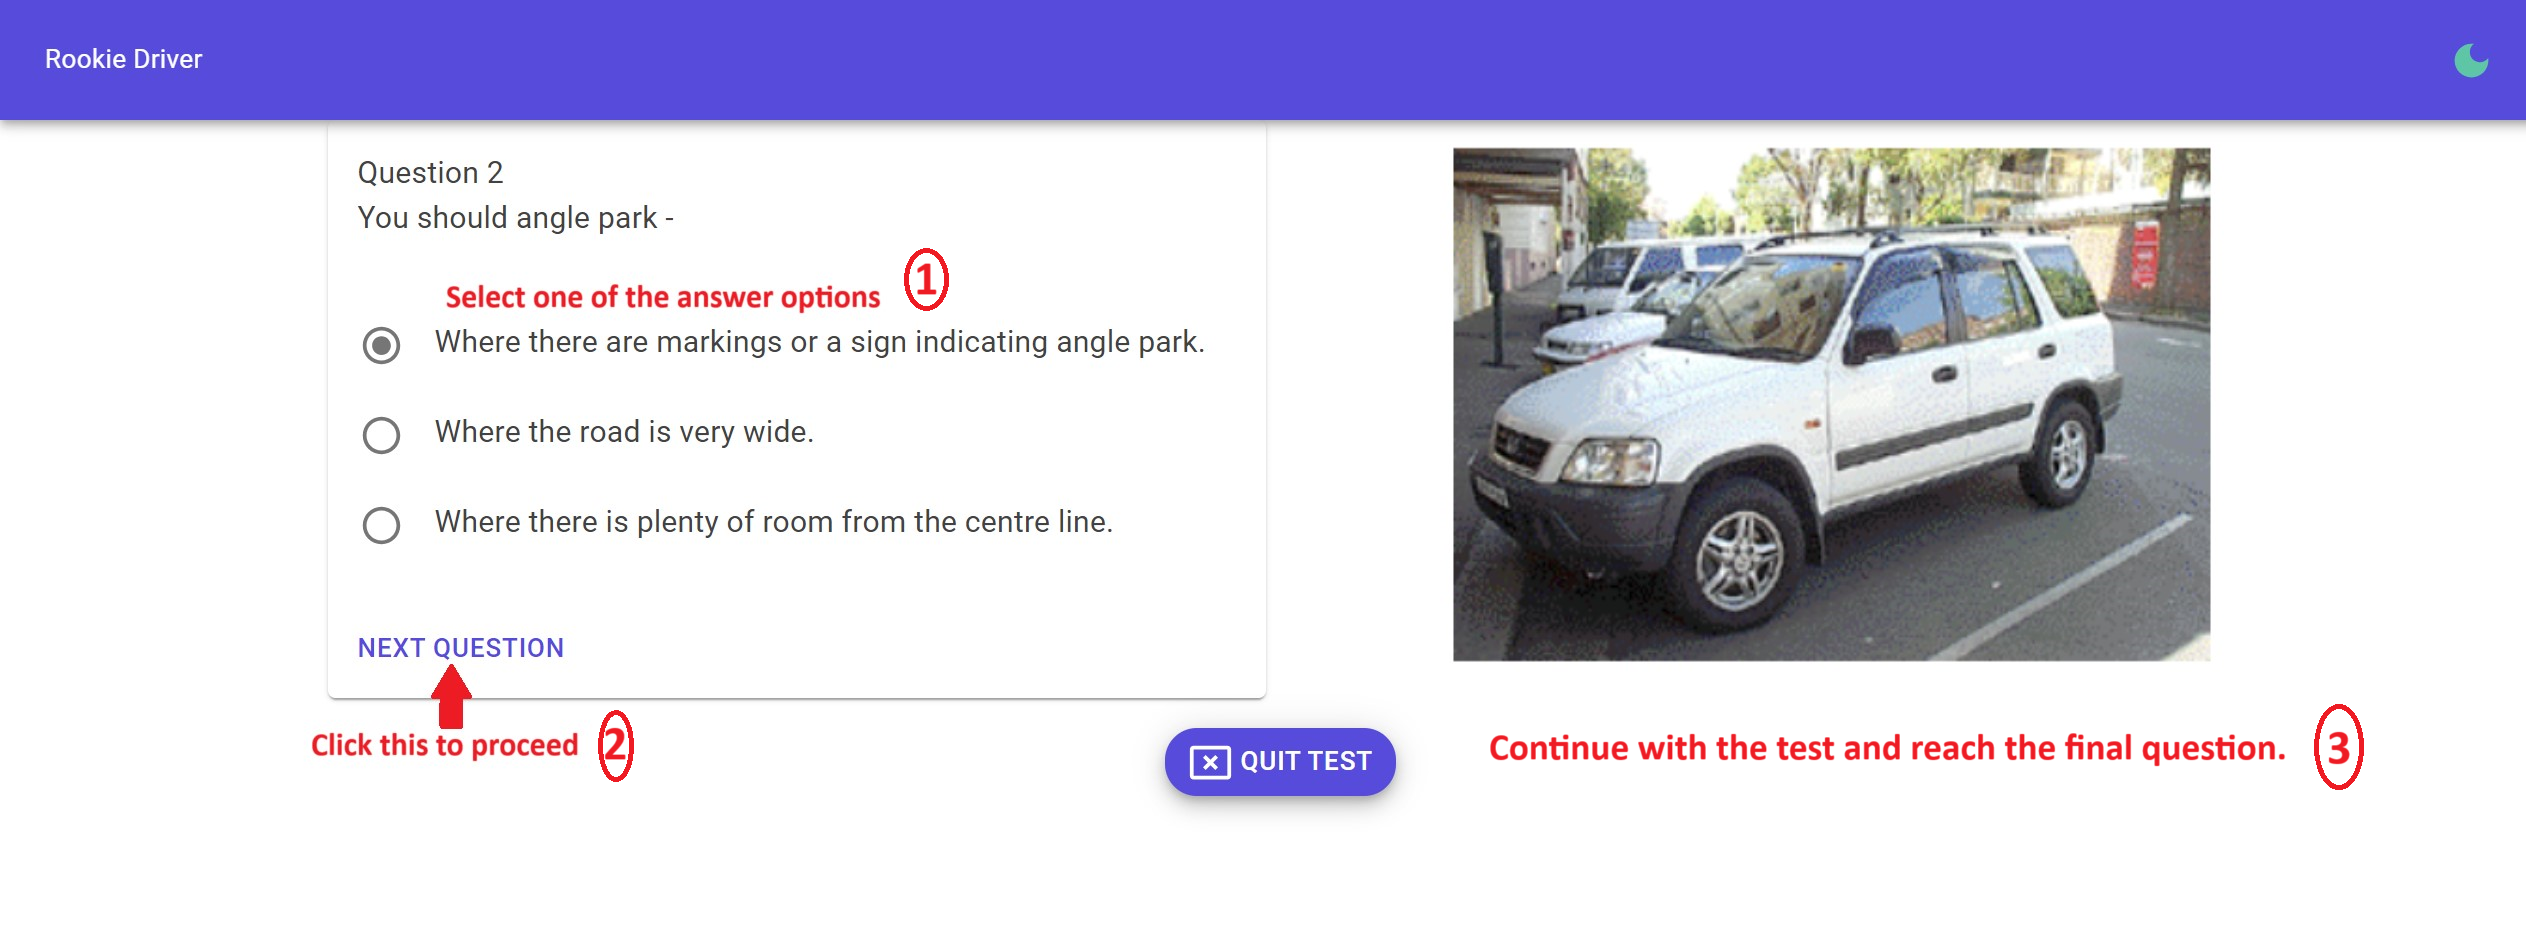 Rookie Driver
Question 2
You should angle park -
Select one of the answer options 1
Where there are markings or a sign indicating angle park.
Where the road is very wide.
Where there is plenty of room from the centre line.
NEXT QUESTION
Click this to proceed 2
QUIT TEST
Continue with the test and reach the final question. 3